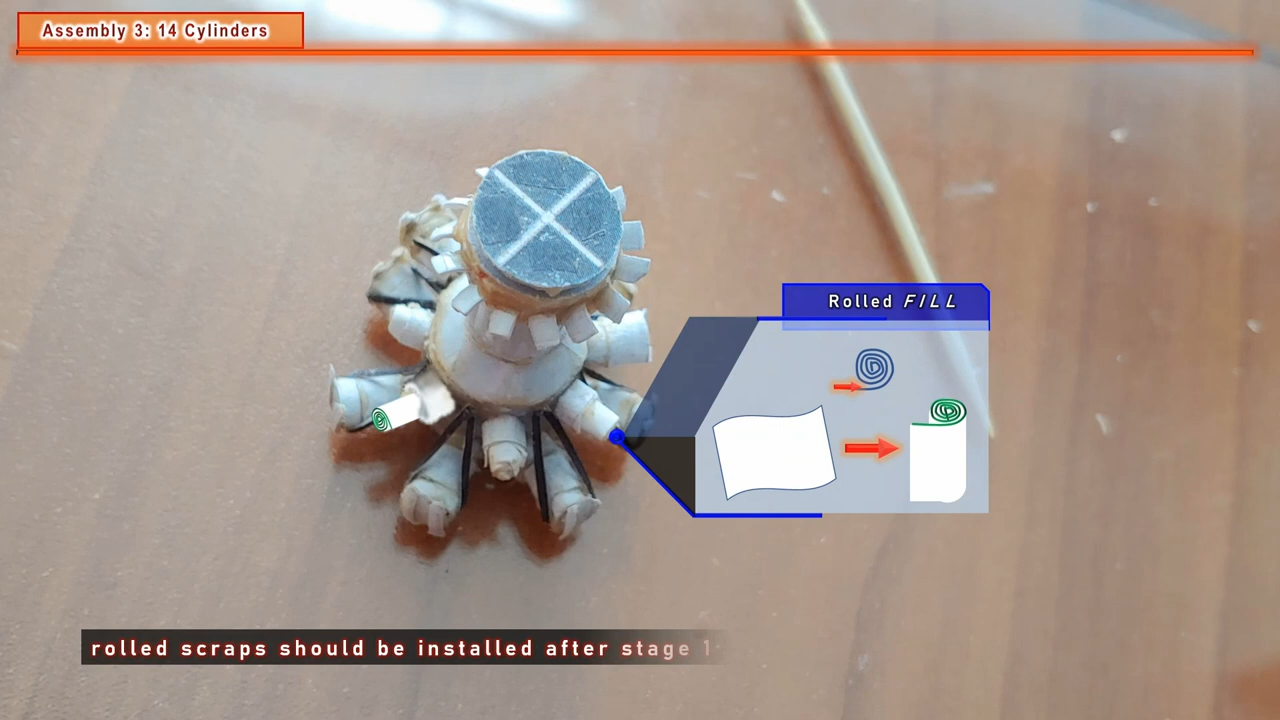 Assembly 3: 14 Cylinders
Rolled FILL
rolled scraps should be installed after stage 1-